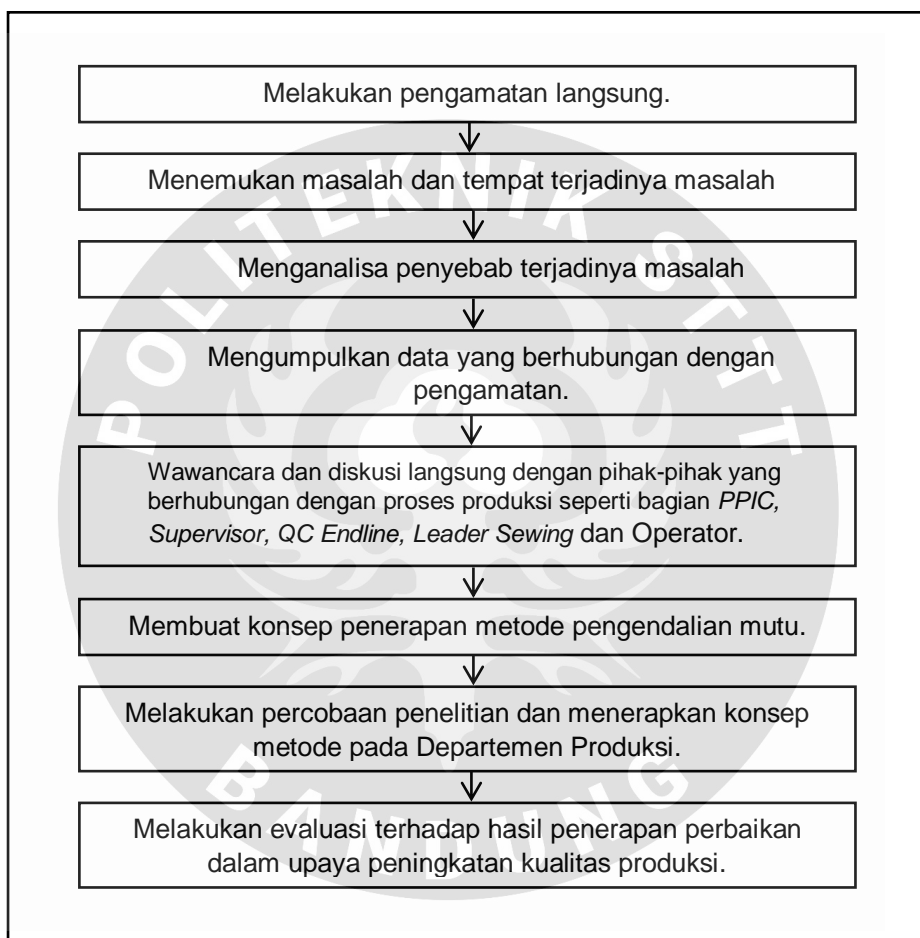 Melakukan pengamatan langsung.
Menemukan masalah dan tempat terjadinya masalah
Menganalisa penyebab terjadinya masalah
Mengumpulkan data yang berhubungan dengan
pengamatan.
Wawancara dan diskusi langsung dengan pihak-pihak yang
berhubungan dengan proses produksi seperti bagian PPIC,
Supervisor, QC Endline, Leader Sewing dan Operator.
Membuat konsep penerapan metode pengendalian mutu.
Melakukan percobaan penelitian dan menerapkan konsep
metode pada Departemen Produksi.
Melakukan evaluasi terhadap hasil penerapan perbaikan
dalam upaya peningkatan kualitas produksi.
POLITEKNIK STTT
BANDUNG